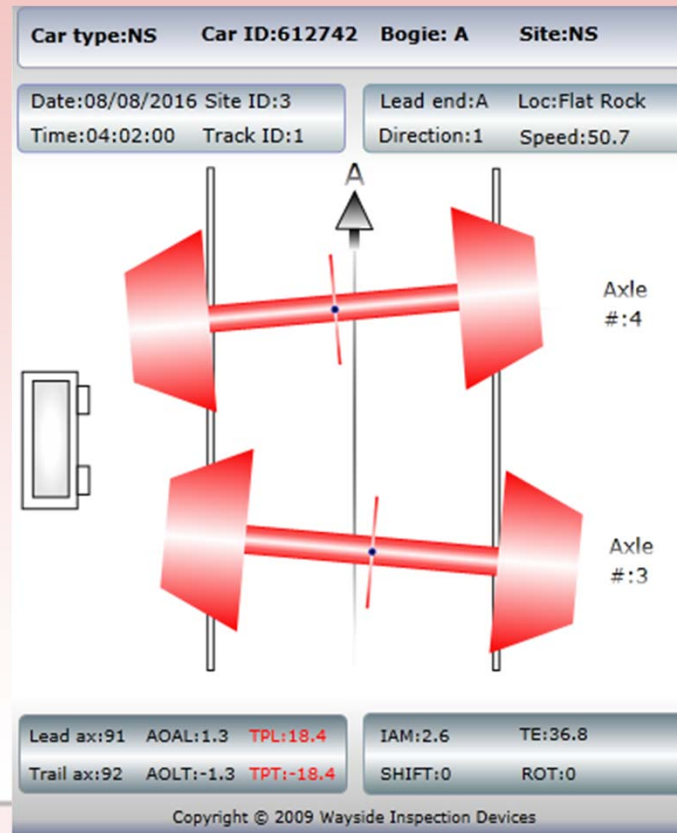 Car type:NS Car ID:612742 Bogie: A Site:NS
Date:08/08/2016 Site ID:3
Time:04:02:00 Track ID:1
Lead end:A Loc:Flat Rock
Direction:1 Speed:50.7
A
Axle
#:4
Axle
#:3
Lead ax:91 AOAL:1.3 TPL:18.4
Trail ax:92 AOLT:-1.3 TPT:-18.4
IAM:2.6 TE:36.8
SHIFT:0 ROT:0
Copyright © 2009 Wayside Inspection Devices